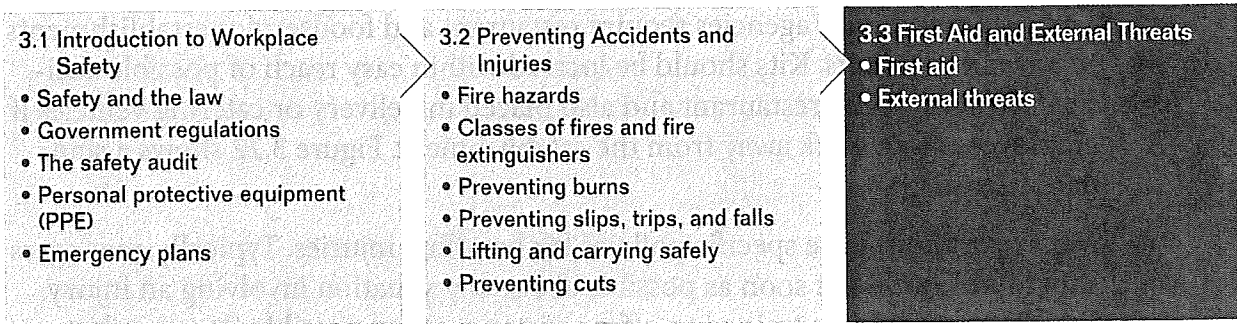 3.1 Introduction to Workplace
Safety
• Safety and the law
• Government regulations
• The safety audit
• Personal protective equipment
(PPE)
• Emergency plans
3.2 Preventing Accidents and
Injuries
• Fire hazards
• Classes of fires and fire
extinguishers
• Preventing burns
• Preventing slips, trips, and falls
• Lifting and carrying safely
• Preventing cuts
3.3 First Aid and External Threats
• First aid
• External threats